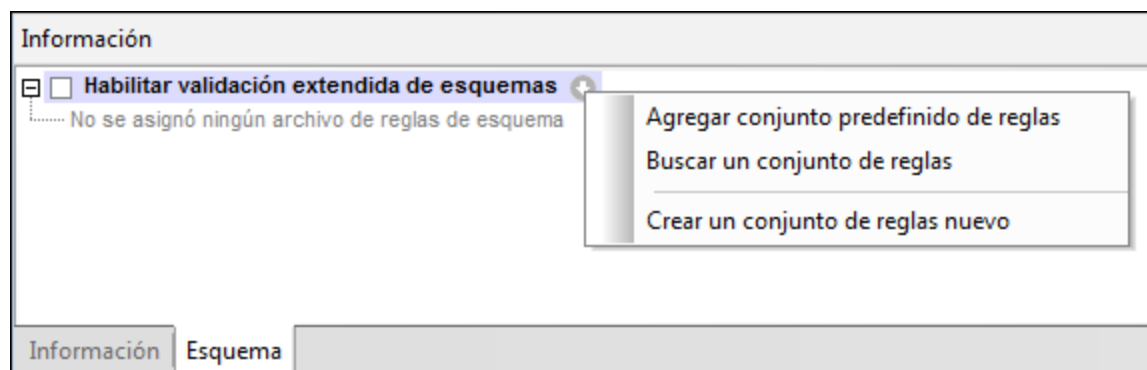 Información
Habilitar validación extendida de esquemas
No se asignó ningún archivo de reglas de esquema
Agregar conjunto predefinido de reglas
Buscar un conjunto de reglas
Crear un conjunto de reglas nuevo
Información
Esquema